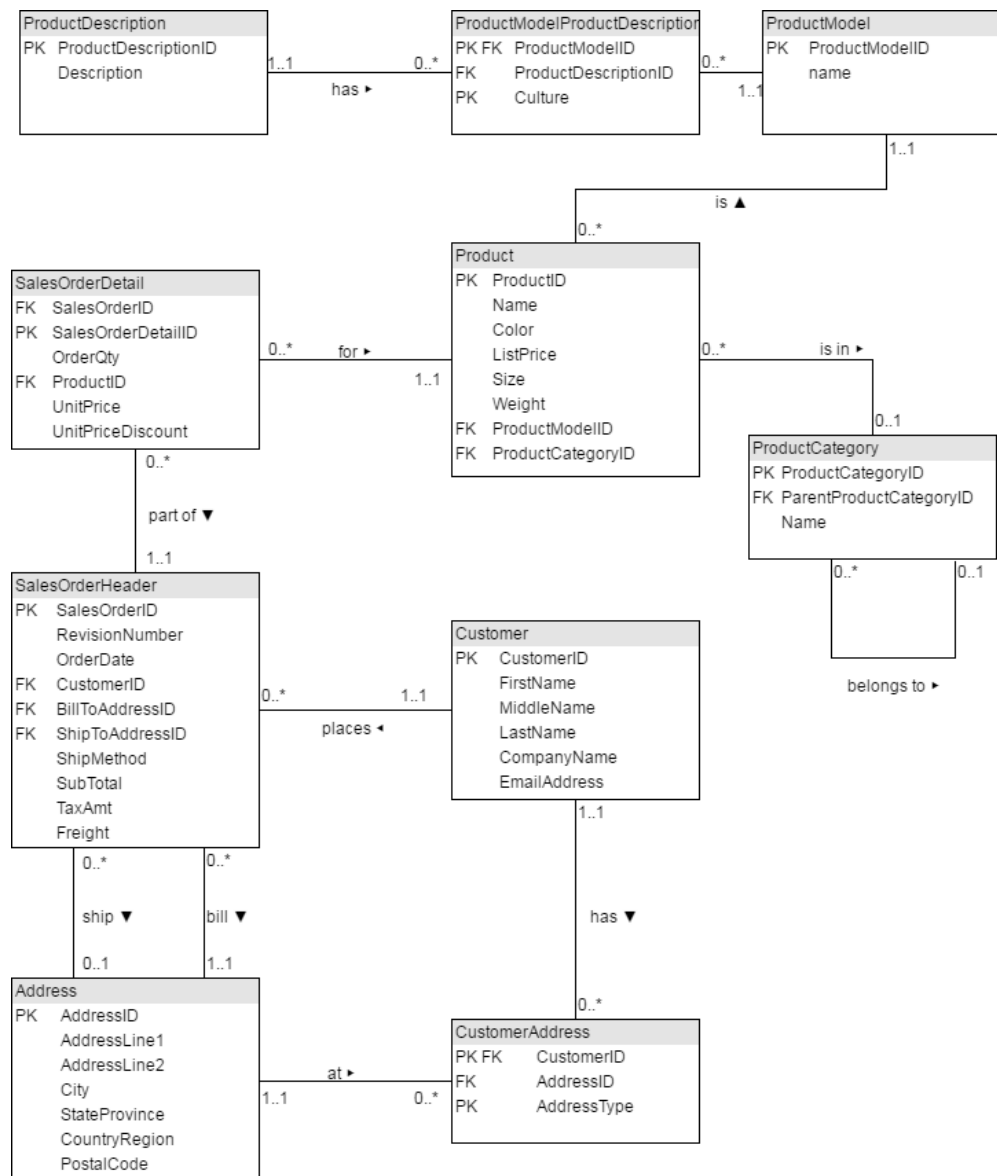 ProductDescription
PK ProductDescriptionID
Description
1..1
0..*
has ►
ProductModelProductDescription
PK FK ProductModelID
FK ProductDescriptionID
PK Culture
0..*
1..1
ProductModel
PK ProductModelID
name
1..1
is ▲
0..*
SalesOrderDetail
FK SalesOrderID
PK SalesOrderDetailID
OrderQty
FK ProductID
UnitPrice
UnitPriceDiscount
0..*
for ►
1..1
Product
PK ProductID
Name
Color
ListPrice
Size
Weight
FK ProductModelID
FK ProductCategoryID
0..*
is in ►
0..1
ProductCategory
PK ProductCategoryID
FK ParentProductCategoryID
Name
0..*
0..1
belongs to ►
0..*
part of ▼
1..1
SalesOrderHeader
PK SalesOrderID
RevisionNumber
OrderDate
FK CustomerID
FK BillToAddressID
FK ShipToAddressID
ShipMethod
SubTotal
TaxAmt
Freight
0..*
1..1
places ◄
Customer
PK CustomerID
FirstName
MiddleName
LastName
CompanyName
EmailAddress
1..1
has ▼
0..*
0..*
0..*
ship ▼
bill ▼
0..1
1..1
Address
PK AddressID
AddressLine1
AddressLine2
City
StateProvince
CountryRegion
PostalCode
at ►
1..1
0..*
CustomerAddress
PK FK CustomerID
FK AddressID
PK AddressType